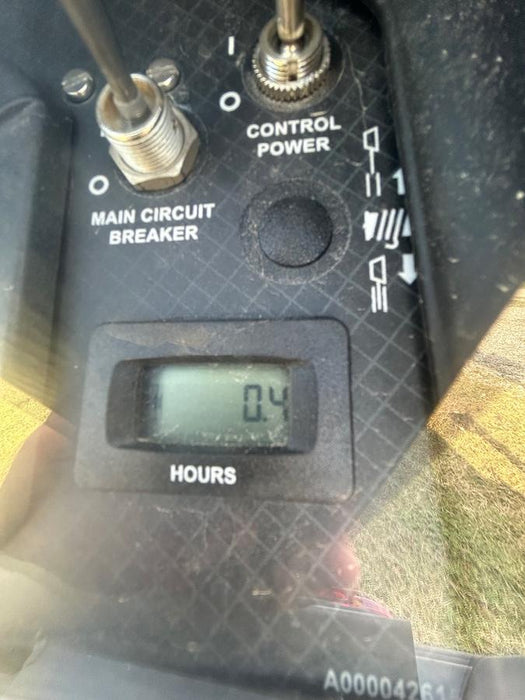 I
O
CONTROL
POWER
O
MAIN CIRCUIT
BREAKER
0.4
HOURS
A00004261